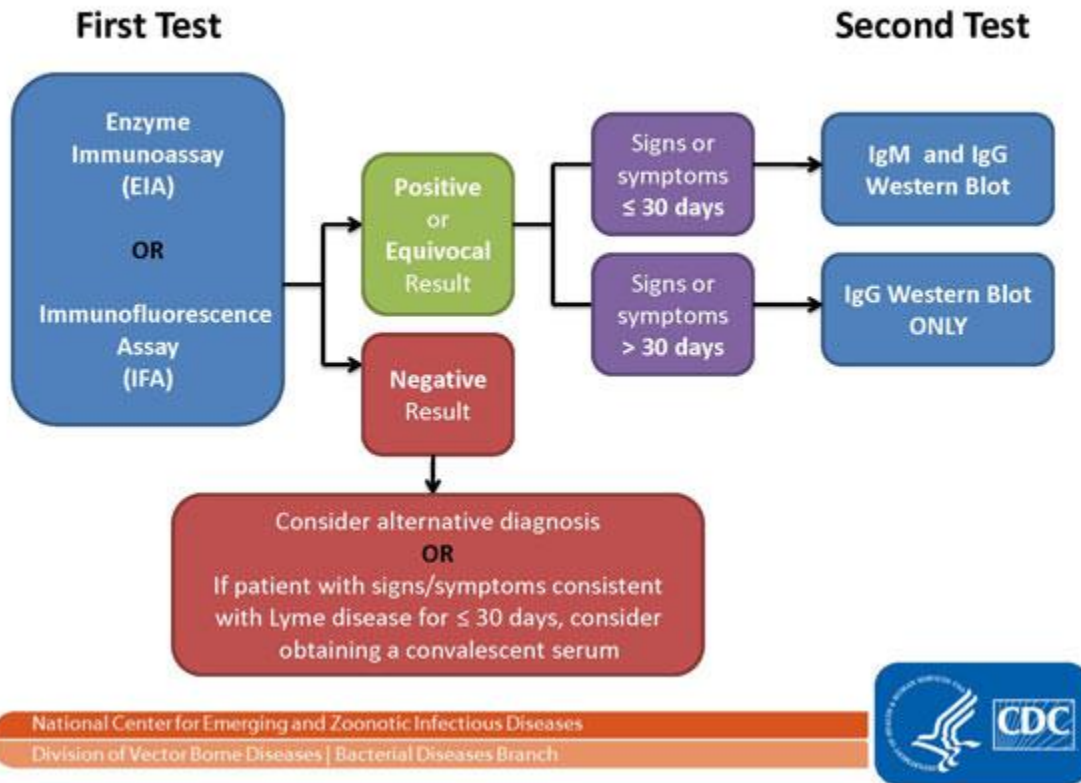 First Test
Second Test
Enzyme
Immunoassay
(EIA)
OR
Immunofluorescence
Assay
(IFA)
Positive
or
Equivocal
Result
Negative
Result
Signs or
symptoms
≤ 30 days
Signs or
symptoms
> 30 days
IgM and IgG
Western Blot
IgG Western Blot
ONLY
Consider alternative diagnosis
OR
If patient with signs/symptoms consistent
with Lyme disease for ≤ 30 days, consider
obtaining a convalescent serum
National Center for Emerging and Zoonotic Infectious Diseases
Division of Vector Borne Diseases | Bacterial Diseases Branch
CDC